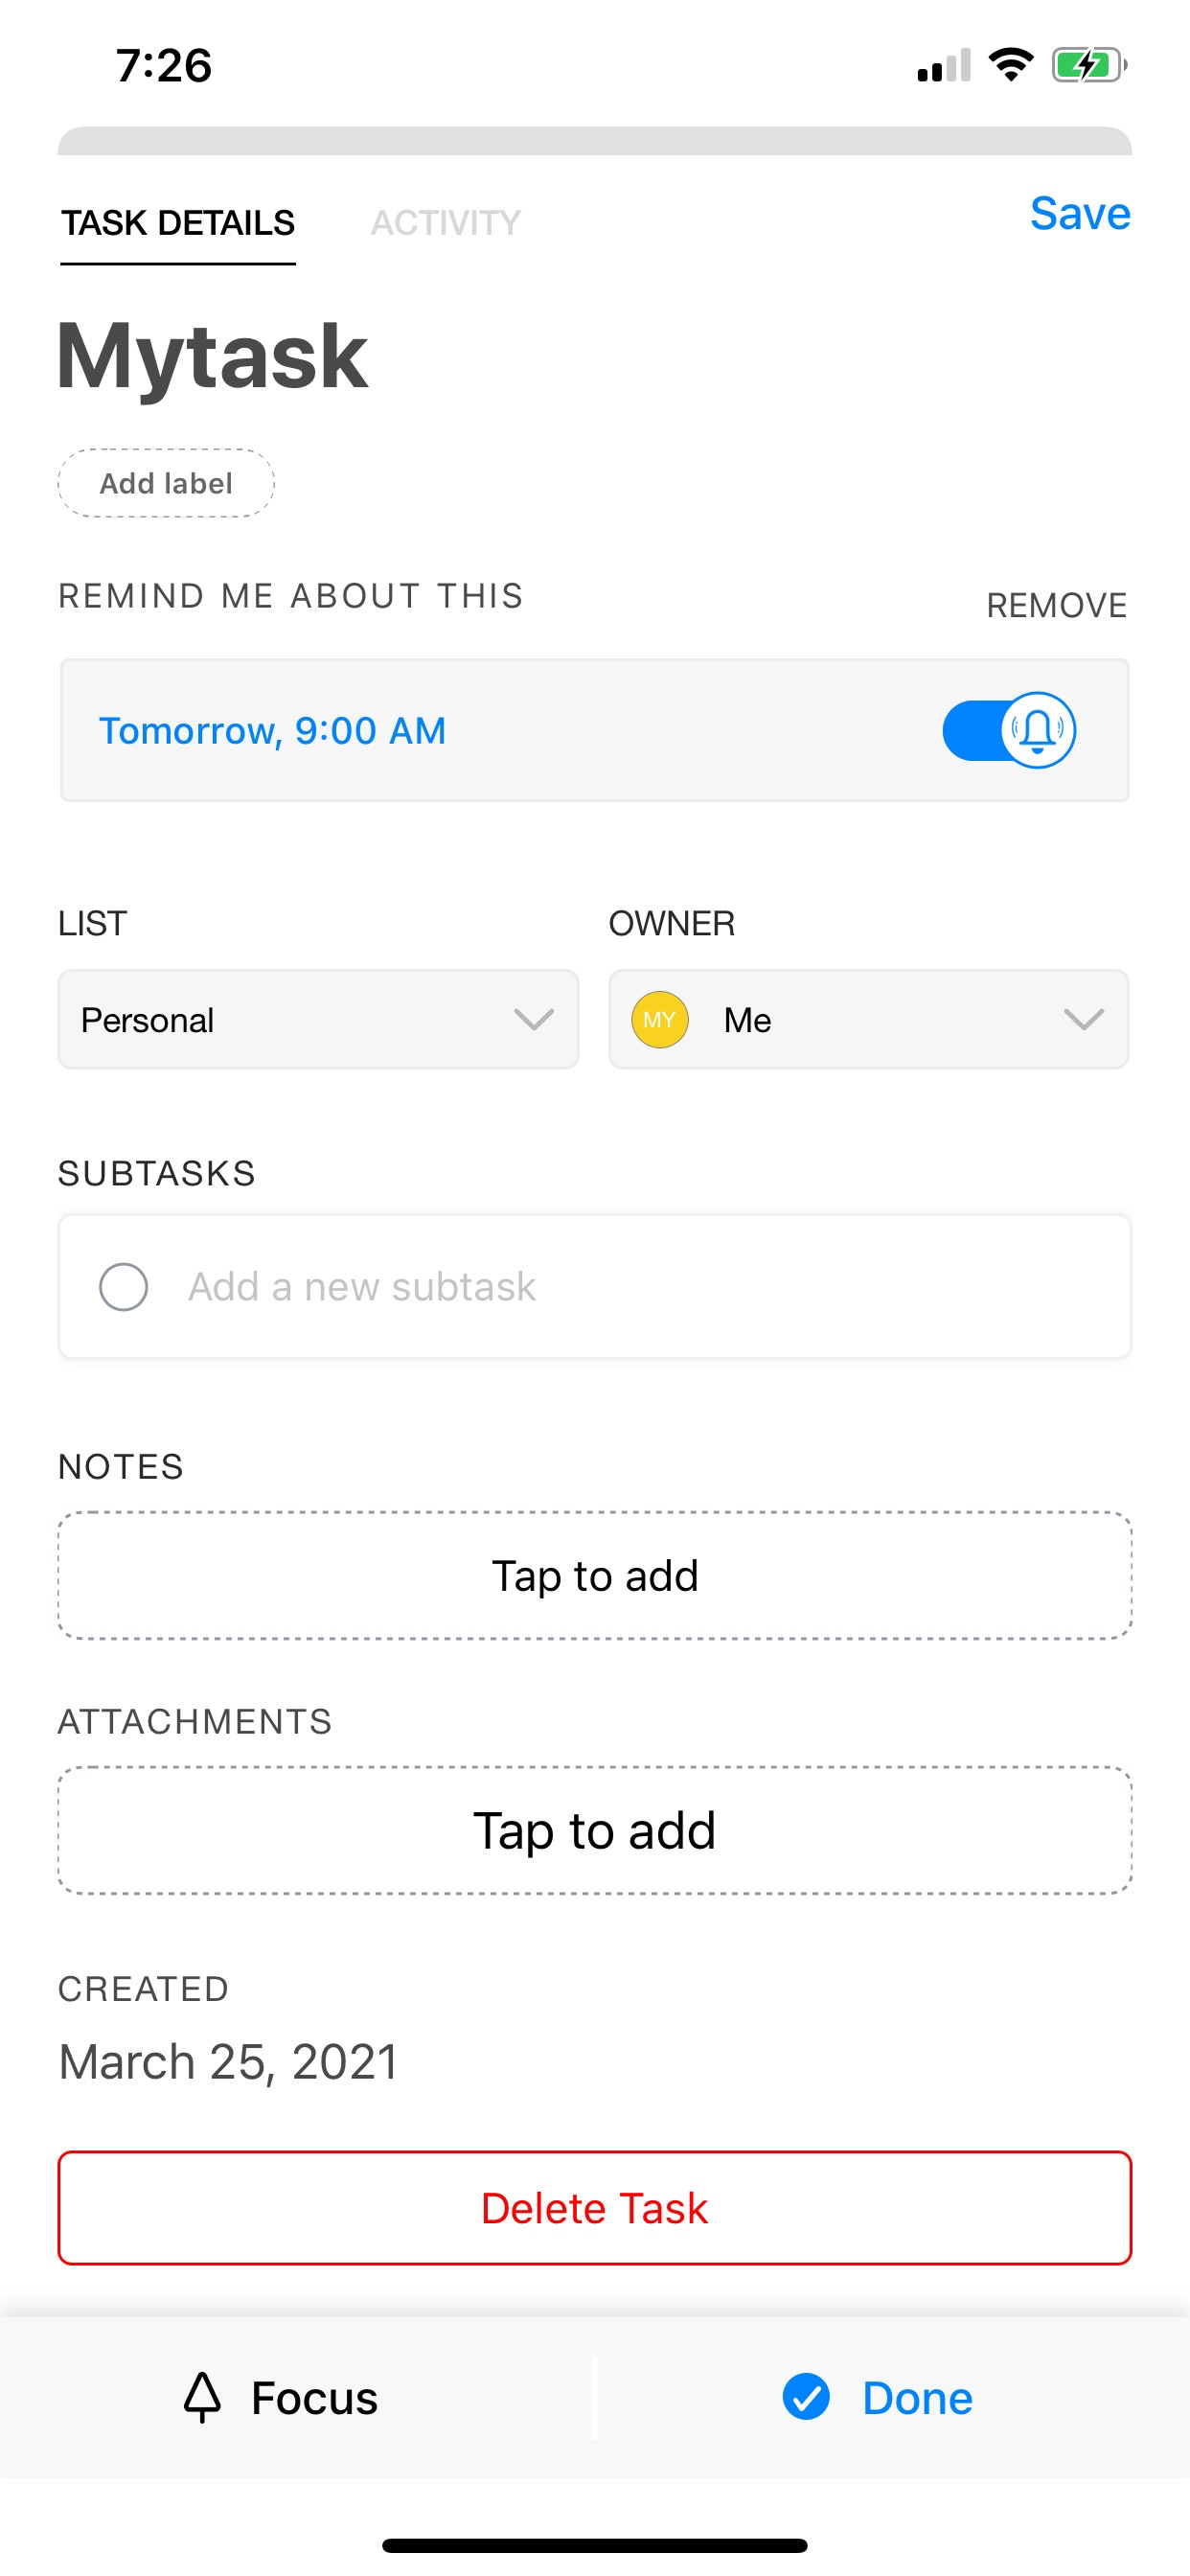 7:26
TASK DETAILS
ACTIVITY
Save
Mytask
Add label
REMIND ME ABOUT THIS
REMOVE
Tomorrow, 9:00 AM
LIST
OWNER
Personal
MY
Me
SUBTASKS
Add a new subtask
NOTES
Tap to add
ATTACHMENTS
Tap to add
CREATED
March 25, 2021
Delete Task
Focus
Done